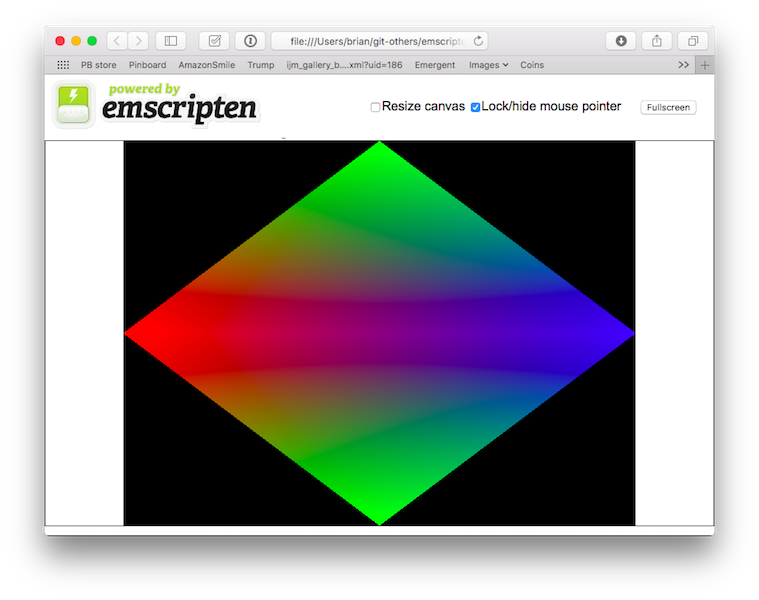 file:///Users/brian/git-others/emscripte
PB store Pinboard AmazonSmile Trump ijm_gallery_b....xml?uid=186 Emergent Images Coins >> +
powered by
emscripten
Resize canvas Lock/hide mouse pointer Fullscreen